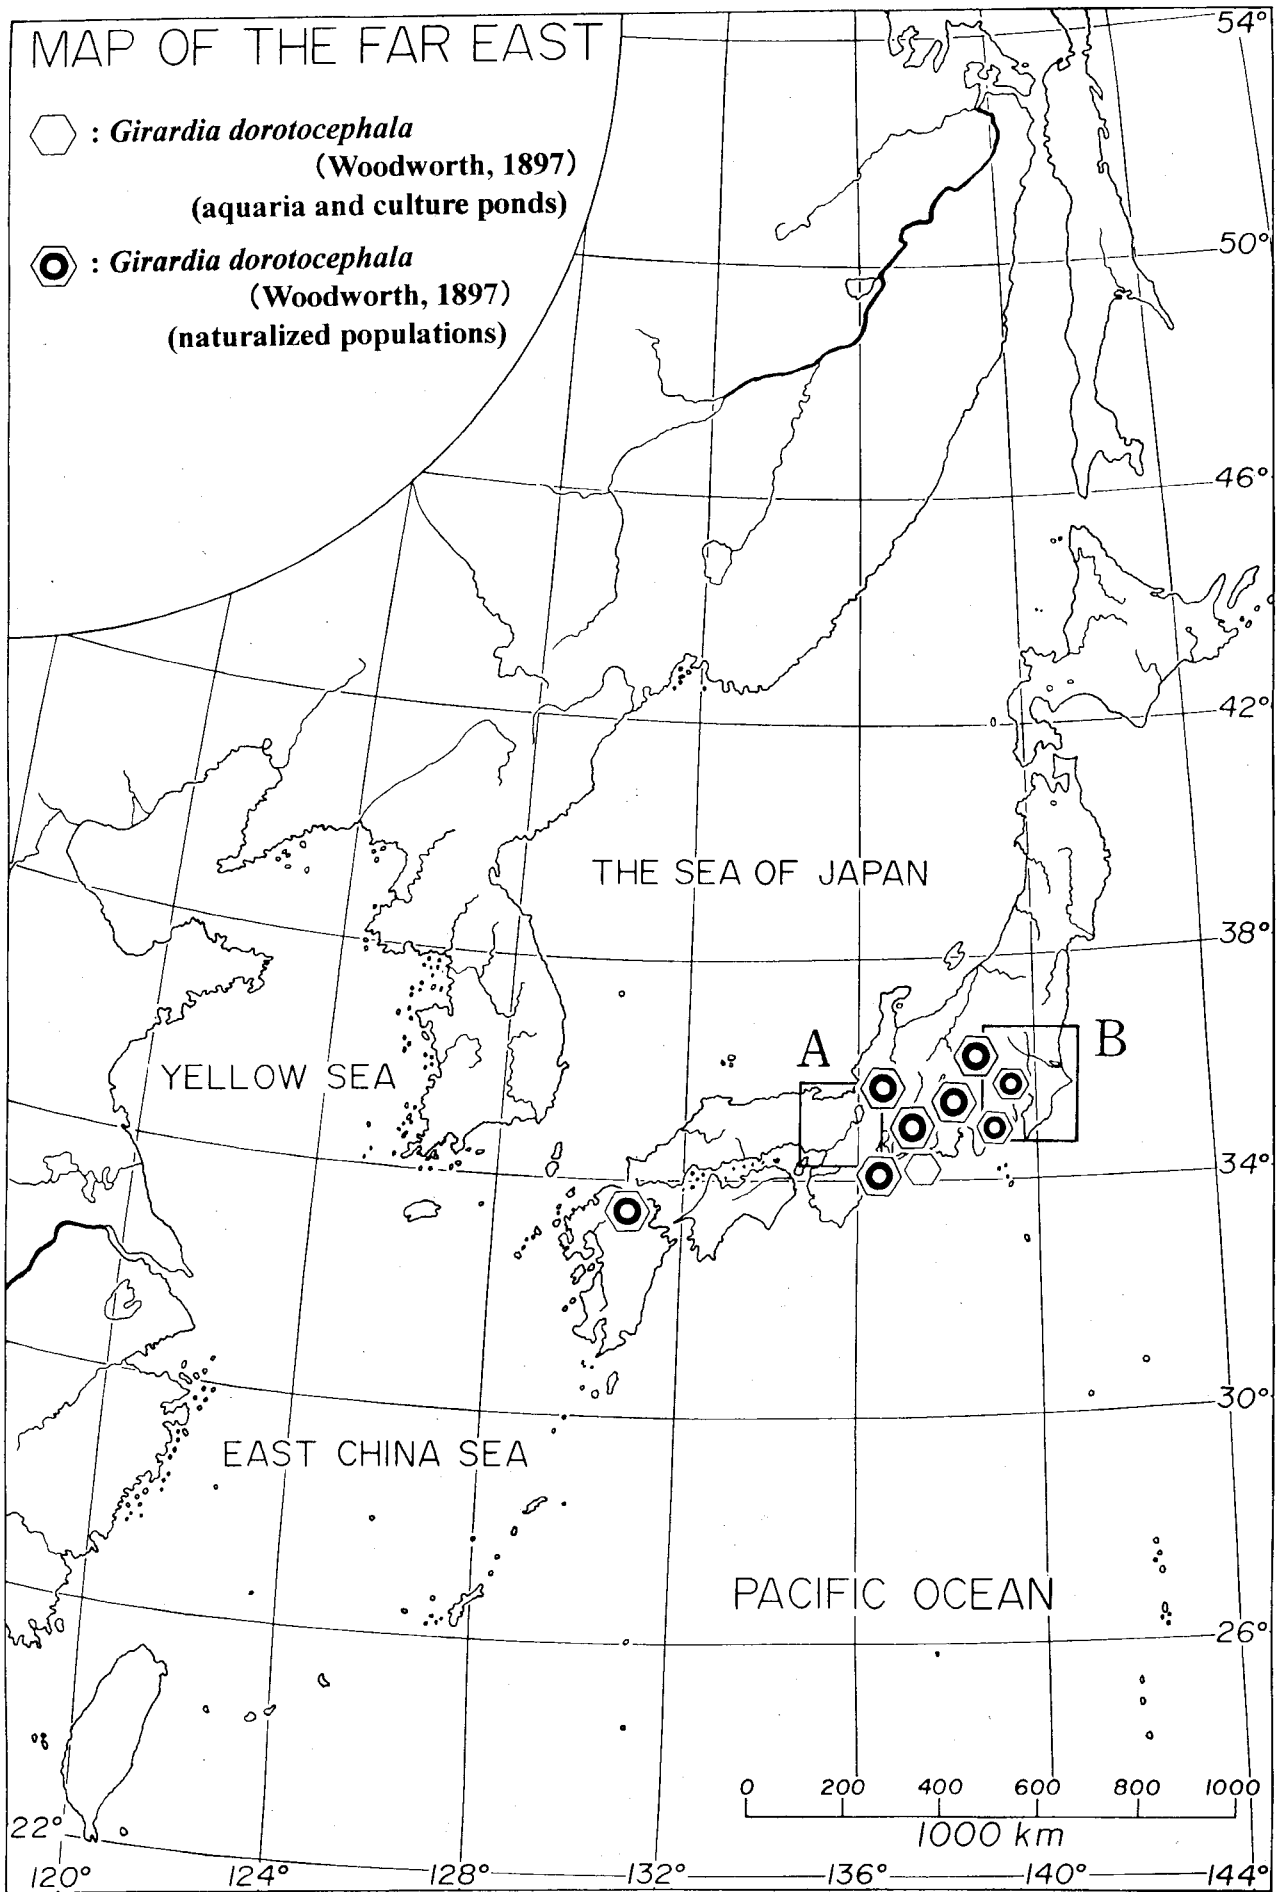 MAP OF THE FAR EAST
: Girardia dorotocephala
(Woodworth, 1897)
(aquaria and culture ponds)
: Girardia dorotocephala
(Woodworth, 1897)
(naturalized populations)
54°
50°
46°
42°
THE SEA OF JAPAN
38°
A
B
YELLOW SEA
34°
30°
EAST CHINA SEA
PACIFIC OCEAN
26°
0 200 400 600 800 1000
1000 km
22°
120° 124° 128° 132° 136° 140° 144°